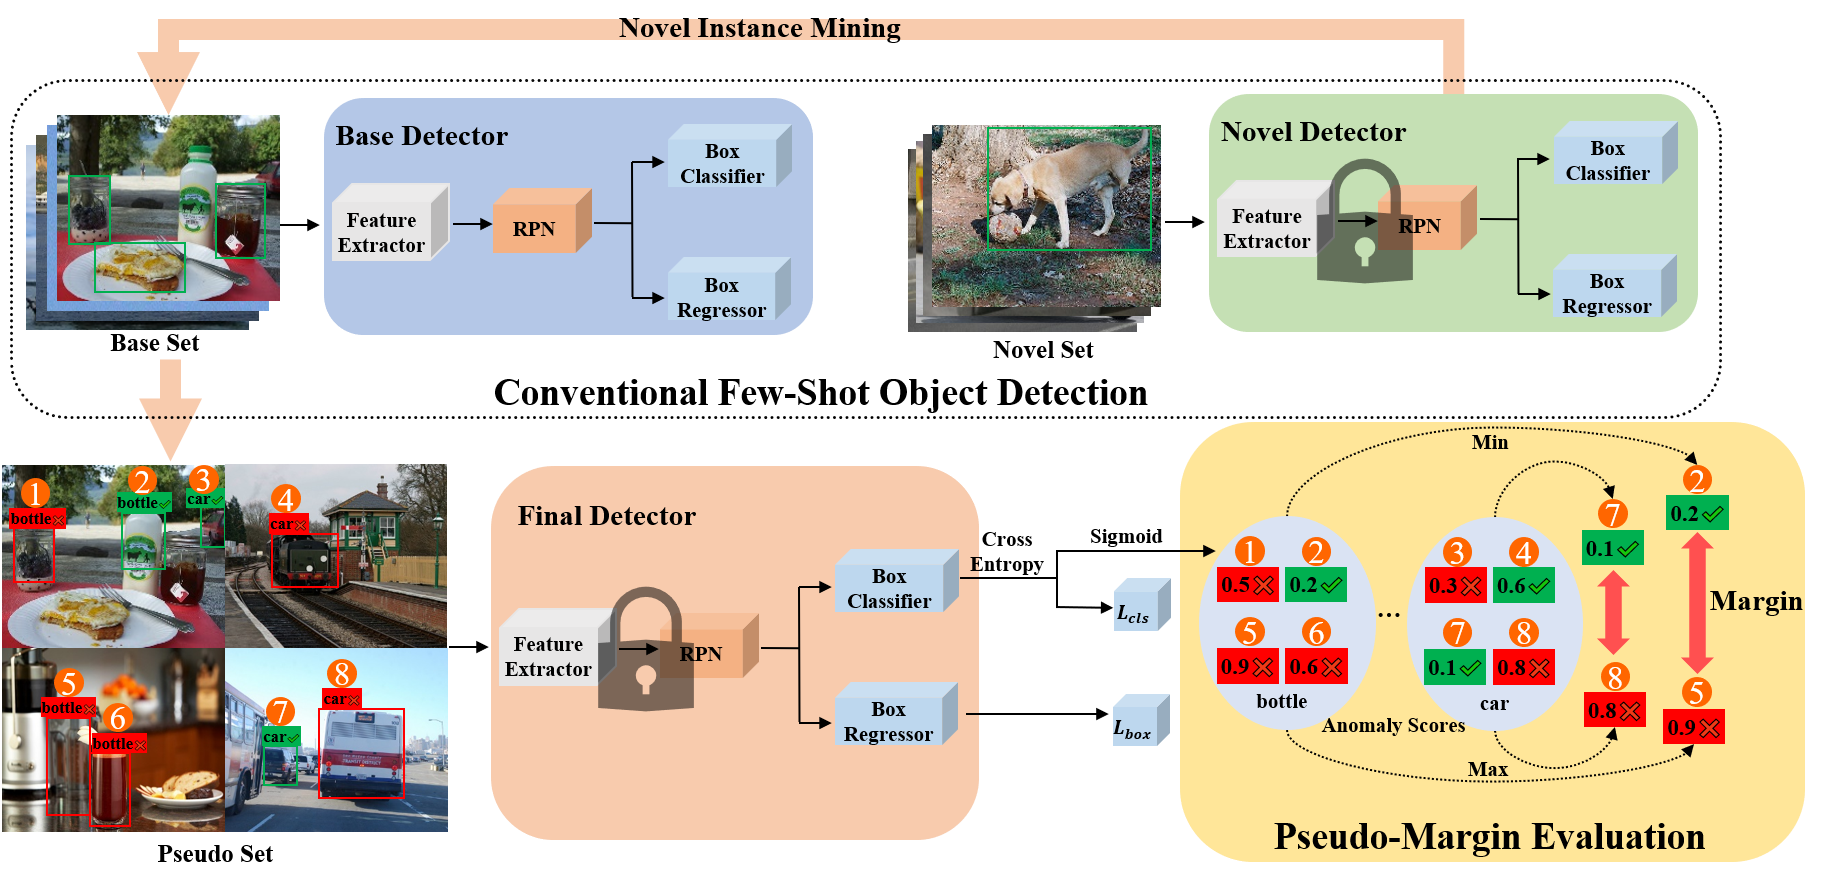 Novel Instance Mining
Base Detector
Feature
Extractor
RPN
Box
Classifier
Box
Regressor
Base Set
Novel Detector
Feature
Extractor
RPN
Box
Classifier
Box
Regressor
Novel Set
Conventional Few-Shot Object Detection
1
bottle
2
bottle
3
car
4
car
5
bottle
6
bottle
7
car
8
car
Pseudo Set
Final Detector
Feature
Extractor
RPN
Box
Classifier
Box
Regressor
Cross
Entropy
Sigmoid
Lcls
Lbox
Min
1 2
0.5 0.2
5 6
0.9 0.6
bottle
...
3 4
0.3 0.6
7 8
0.1 0.8
car
Anomaly Scores
Max
7
0.1
8
0.8
2
0.2
5
0.9
Margin
Pseudo-Margin Evaluation